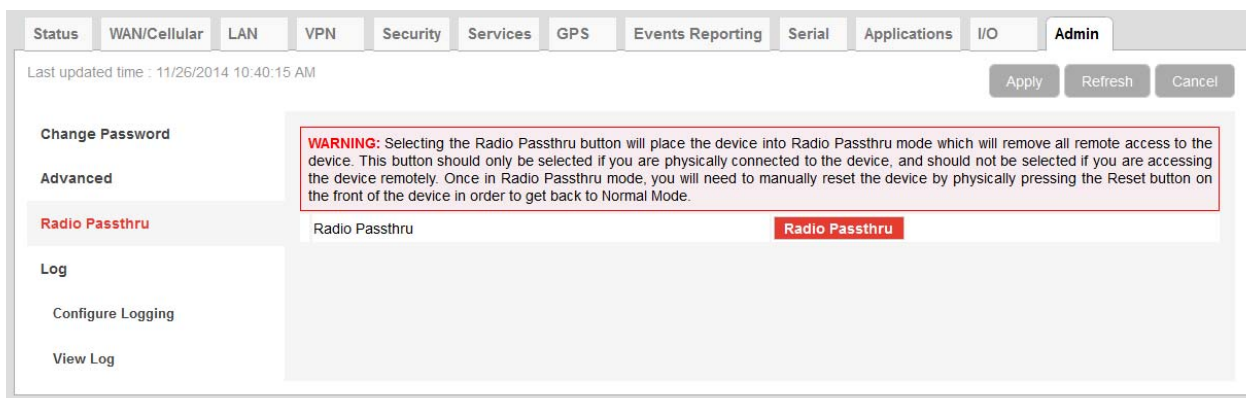 Status WAN/Cellular LAN VPN Security Services GPS Events Reporting Serial Applications I/O Admin
Last updated time : 11/26/2014 10:40:15 AM
Apply Refresh Cancel
Change Password
Advanced
Radio Passthru
Log
Configure Logging
View Log
WARNING: Selecting the Radio Passthru button will place the device into Radio Passthru mode which will remove all remote access to the
device. This button should only be selected if you are physically connected to the device, and should not be selected if you are accessing
the device remotely. Once in Radio Passthru mode, you will need to manually reset the device by physically pressing the Reset button on
the front of the device in order to get back to Normal Mode.
Radio Passthru Radio Passthru